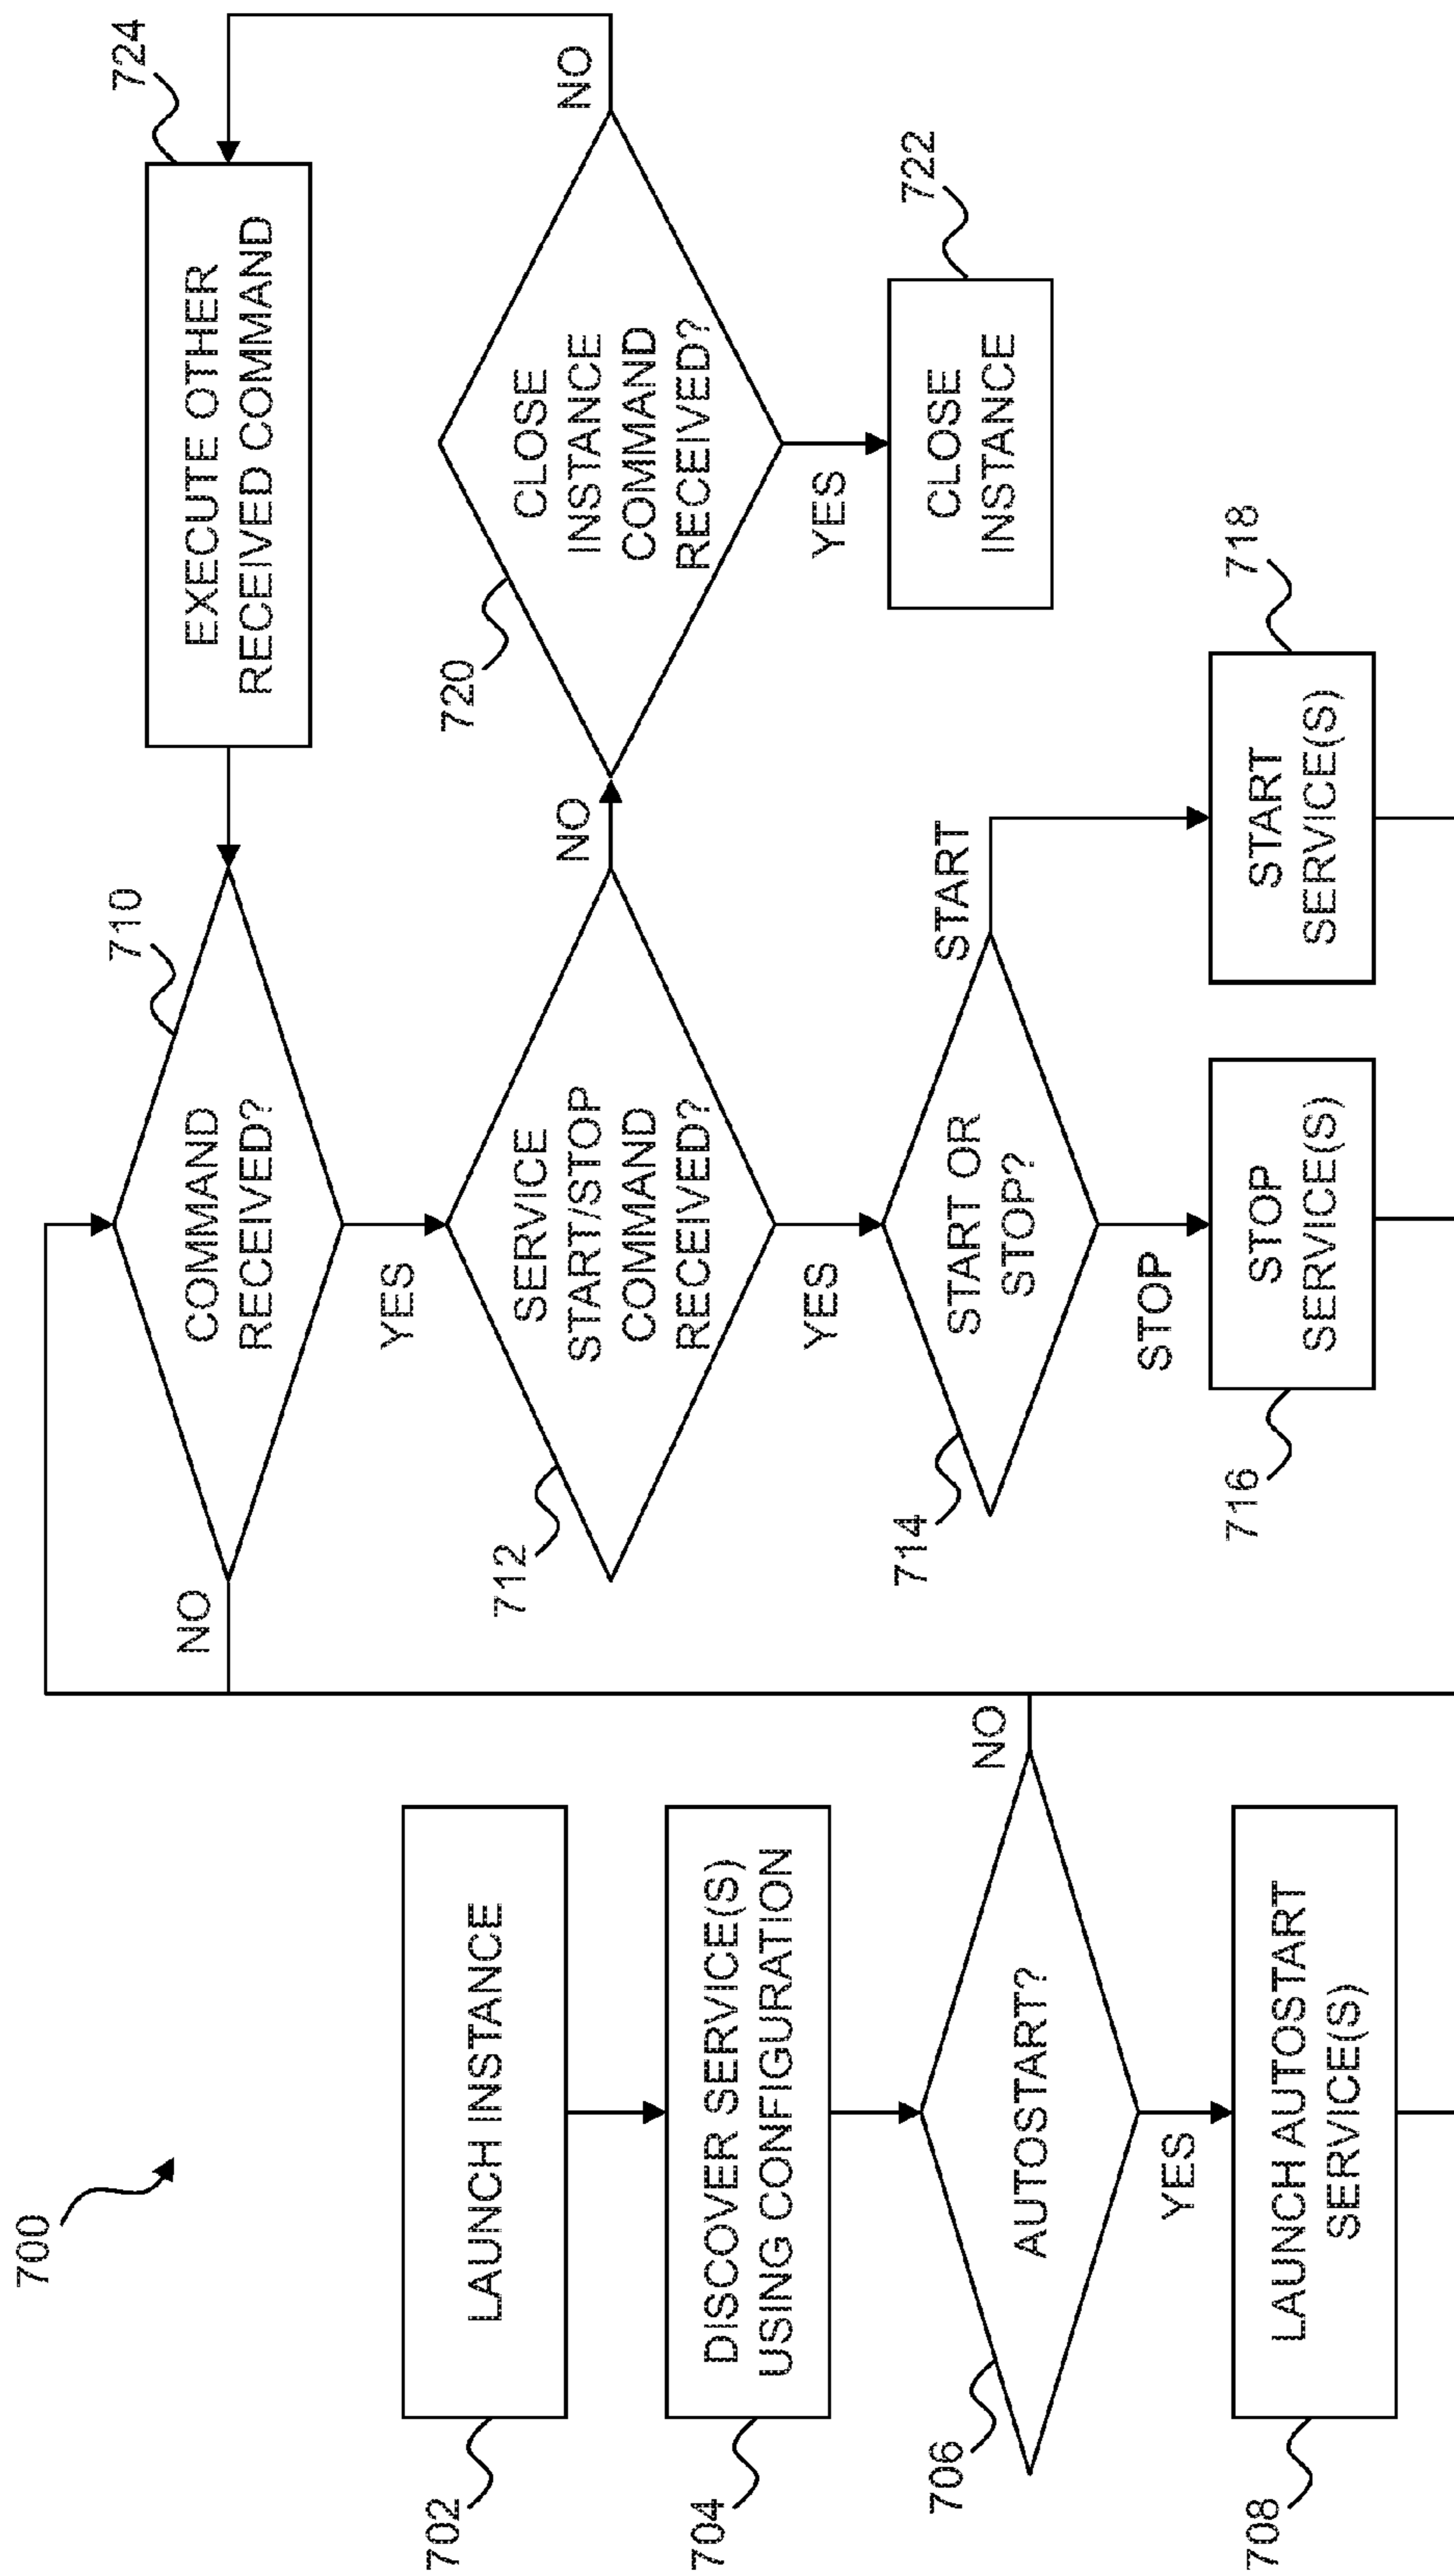 700
702
LAUNCH INSTANCE
704
DISCOVER SERVICE(S)
USING CONFIGURATION
706
AUTOSTART?
NO
YES
708
LAUNCH AUTOSTART
SERVICE(S)
710
COMMAND
RECEIVED?
NO
YES
712
SERVICE
START/STOP
COMMAND
RECEIVED?
NO
YES
714
START OR
STOP?
START
STOP
716
STOP
SERVICE(S)
718
START
SERVICE(S)
720
CLOSE
INSTANCE
COMMAND
RECEIVED?
NO
YES
722
CLOSE
INSTANCE
724
EXECUTE OTHER
RECEIVED COMMAND